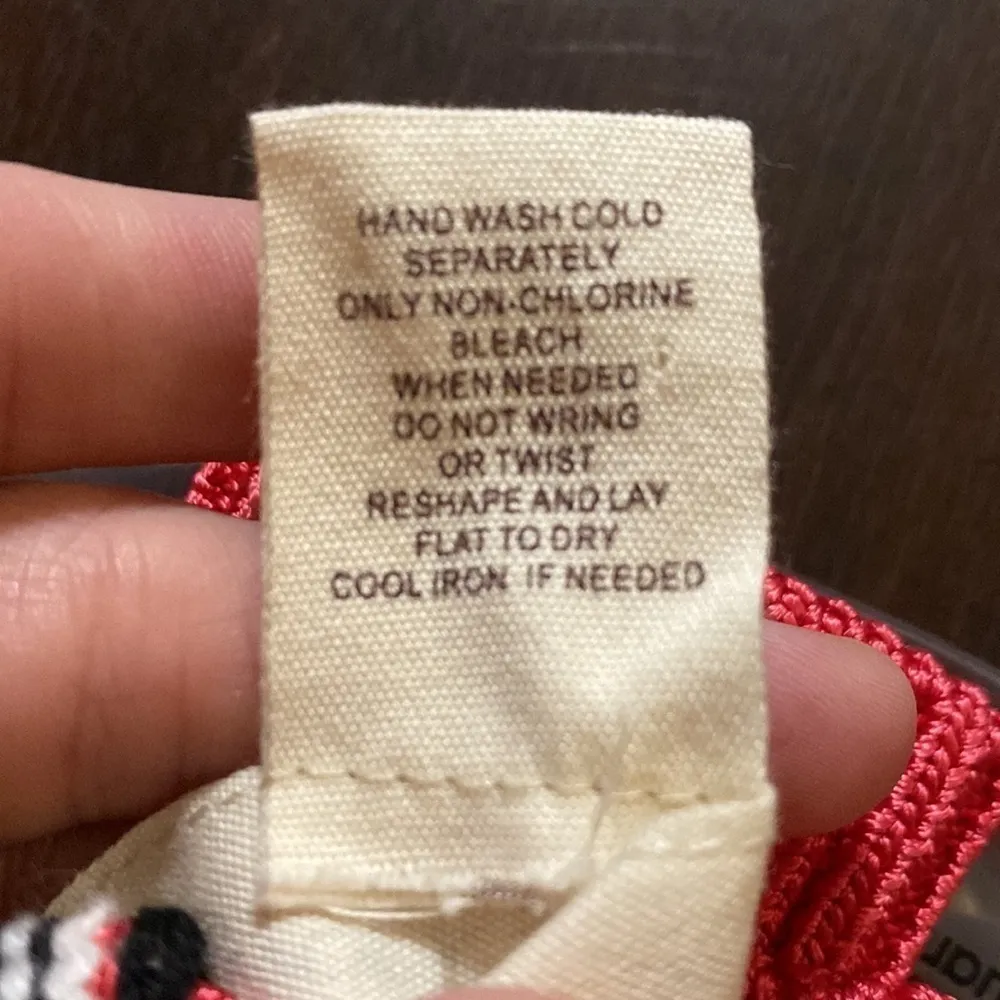 HAND WASH COLD
SEPARATELY
ONLY NON-CHLORINE
BLEACH
WHEN NEEDED
DO NOT WRING
OR TWIST
RESHAPE AND LAY
FLAT TO DRY
COOL IRON IF NEEDED